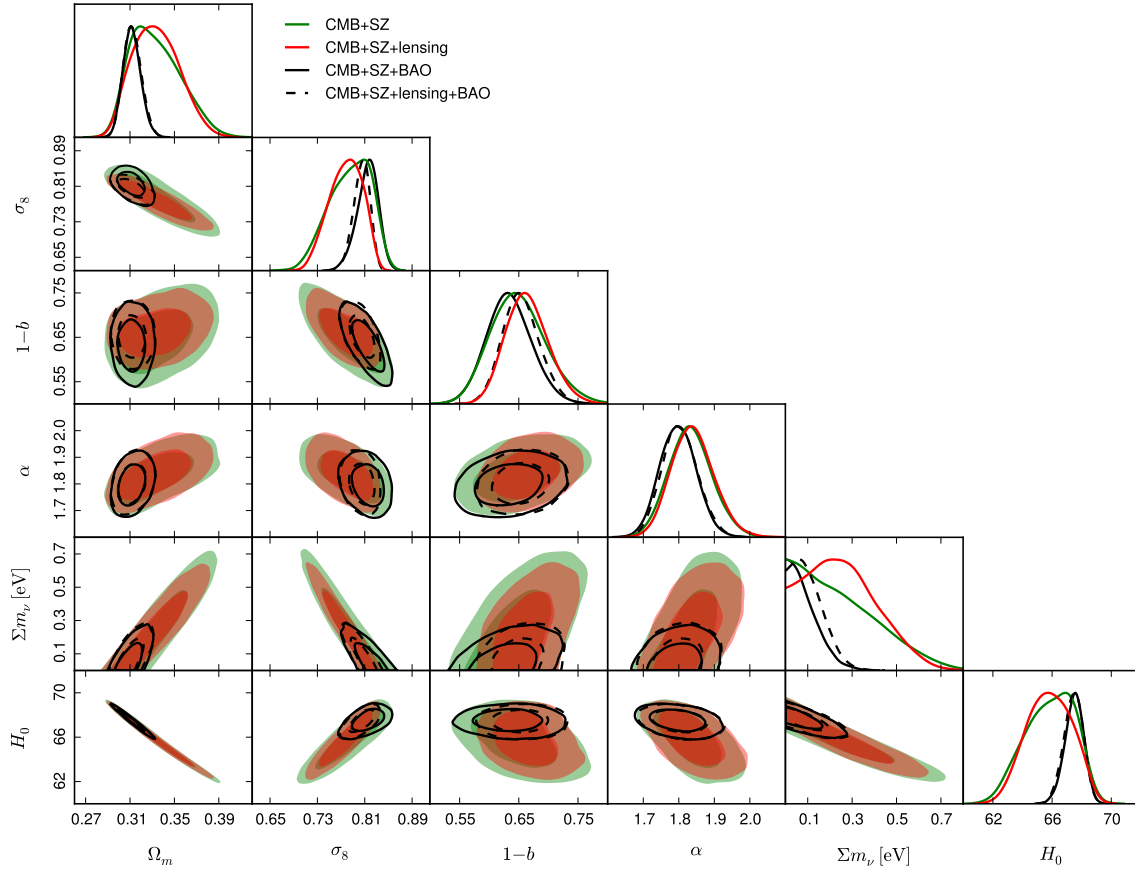 CMB+SZ
CMB+SZ+lensing
CMB+SZ+BAO
CMB+SZ+lensing+BAO
σ₈
0.89
0.81
0.73
0.65
1−b
0.75
0.65
0.55
α
2.0
1.9
1.8
1.7
Σmν [eV]
0.7
0.5
0.3
0.1
H₀
70
66
62
0.27 0.31 0.35 0.39
0.65 0.73 0.81 0.89
0.55 0.65 0.75
1.7 1.8 1.9 2.0
0.1 0.3 0.5 0.7
62 66 70
Ωₘ σ₈ 1−b α Σmν [eV] H₀